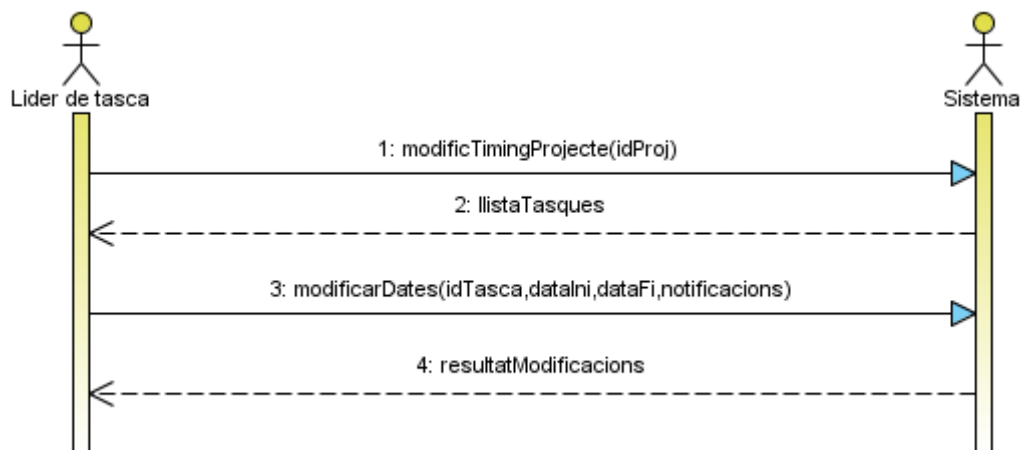 Lider de tasca
Sistema
1: modificTimingProjecte(idProj)
2: llistaTasques
3: modificarDates(idTasca,dataIni,dataFi,notificacions)
4: resultatModificacions